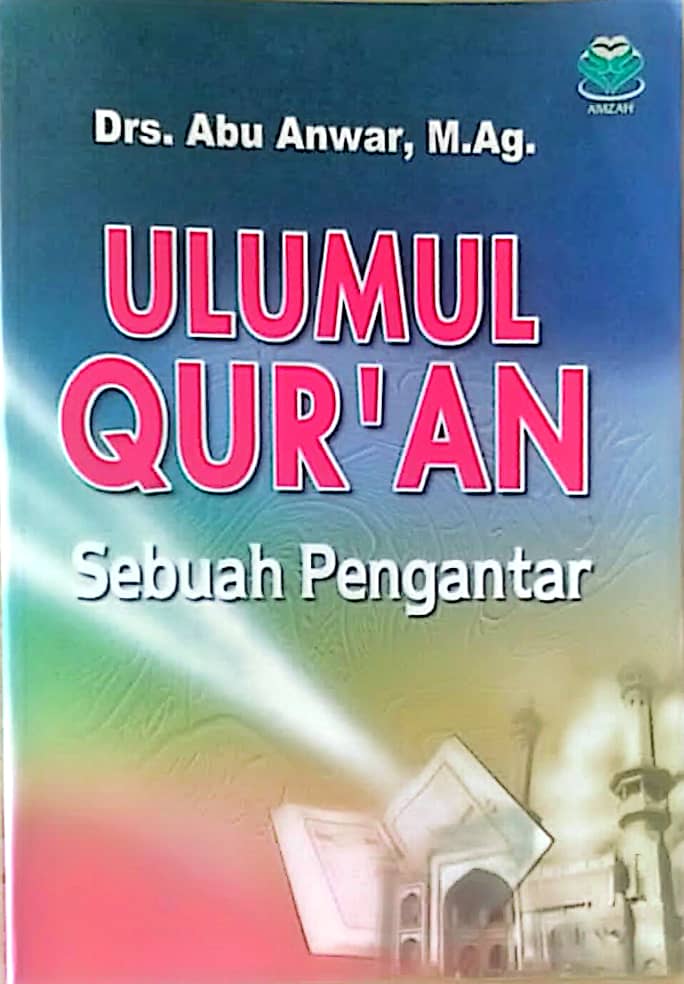 AMZAH
Drs. Abu Anwar, M.Ag.
ULUMUL
QUR'AN
Sebuah Pengantar